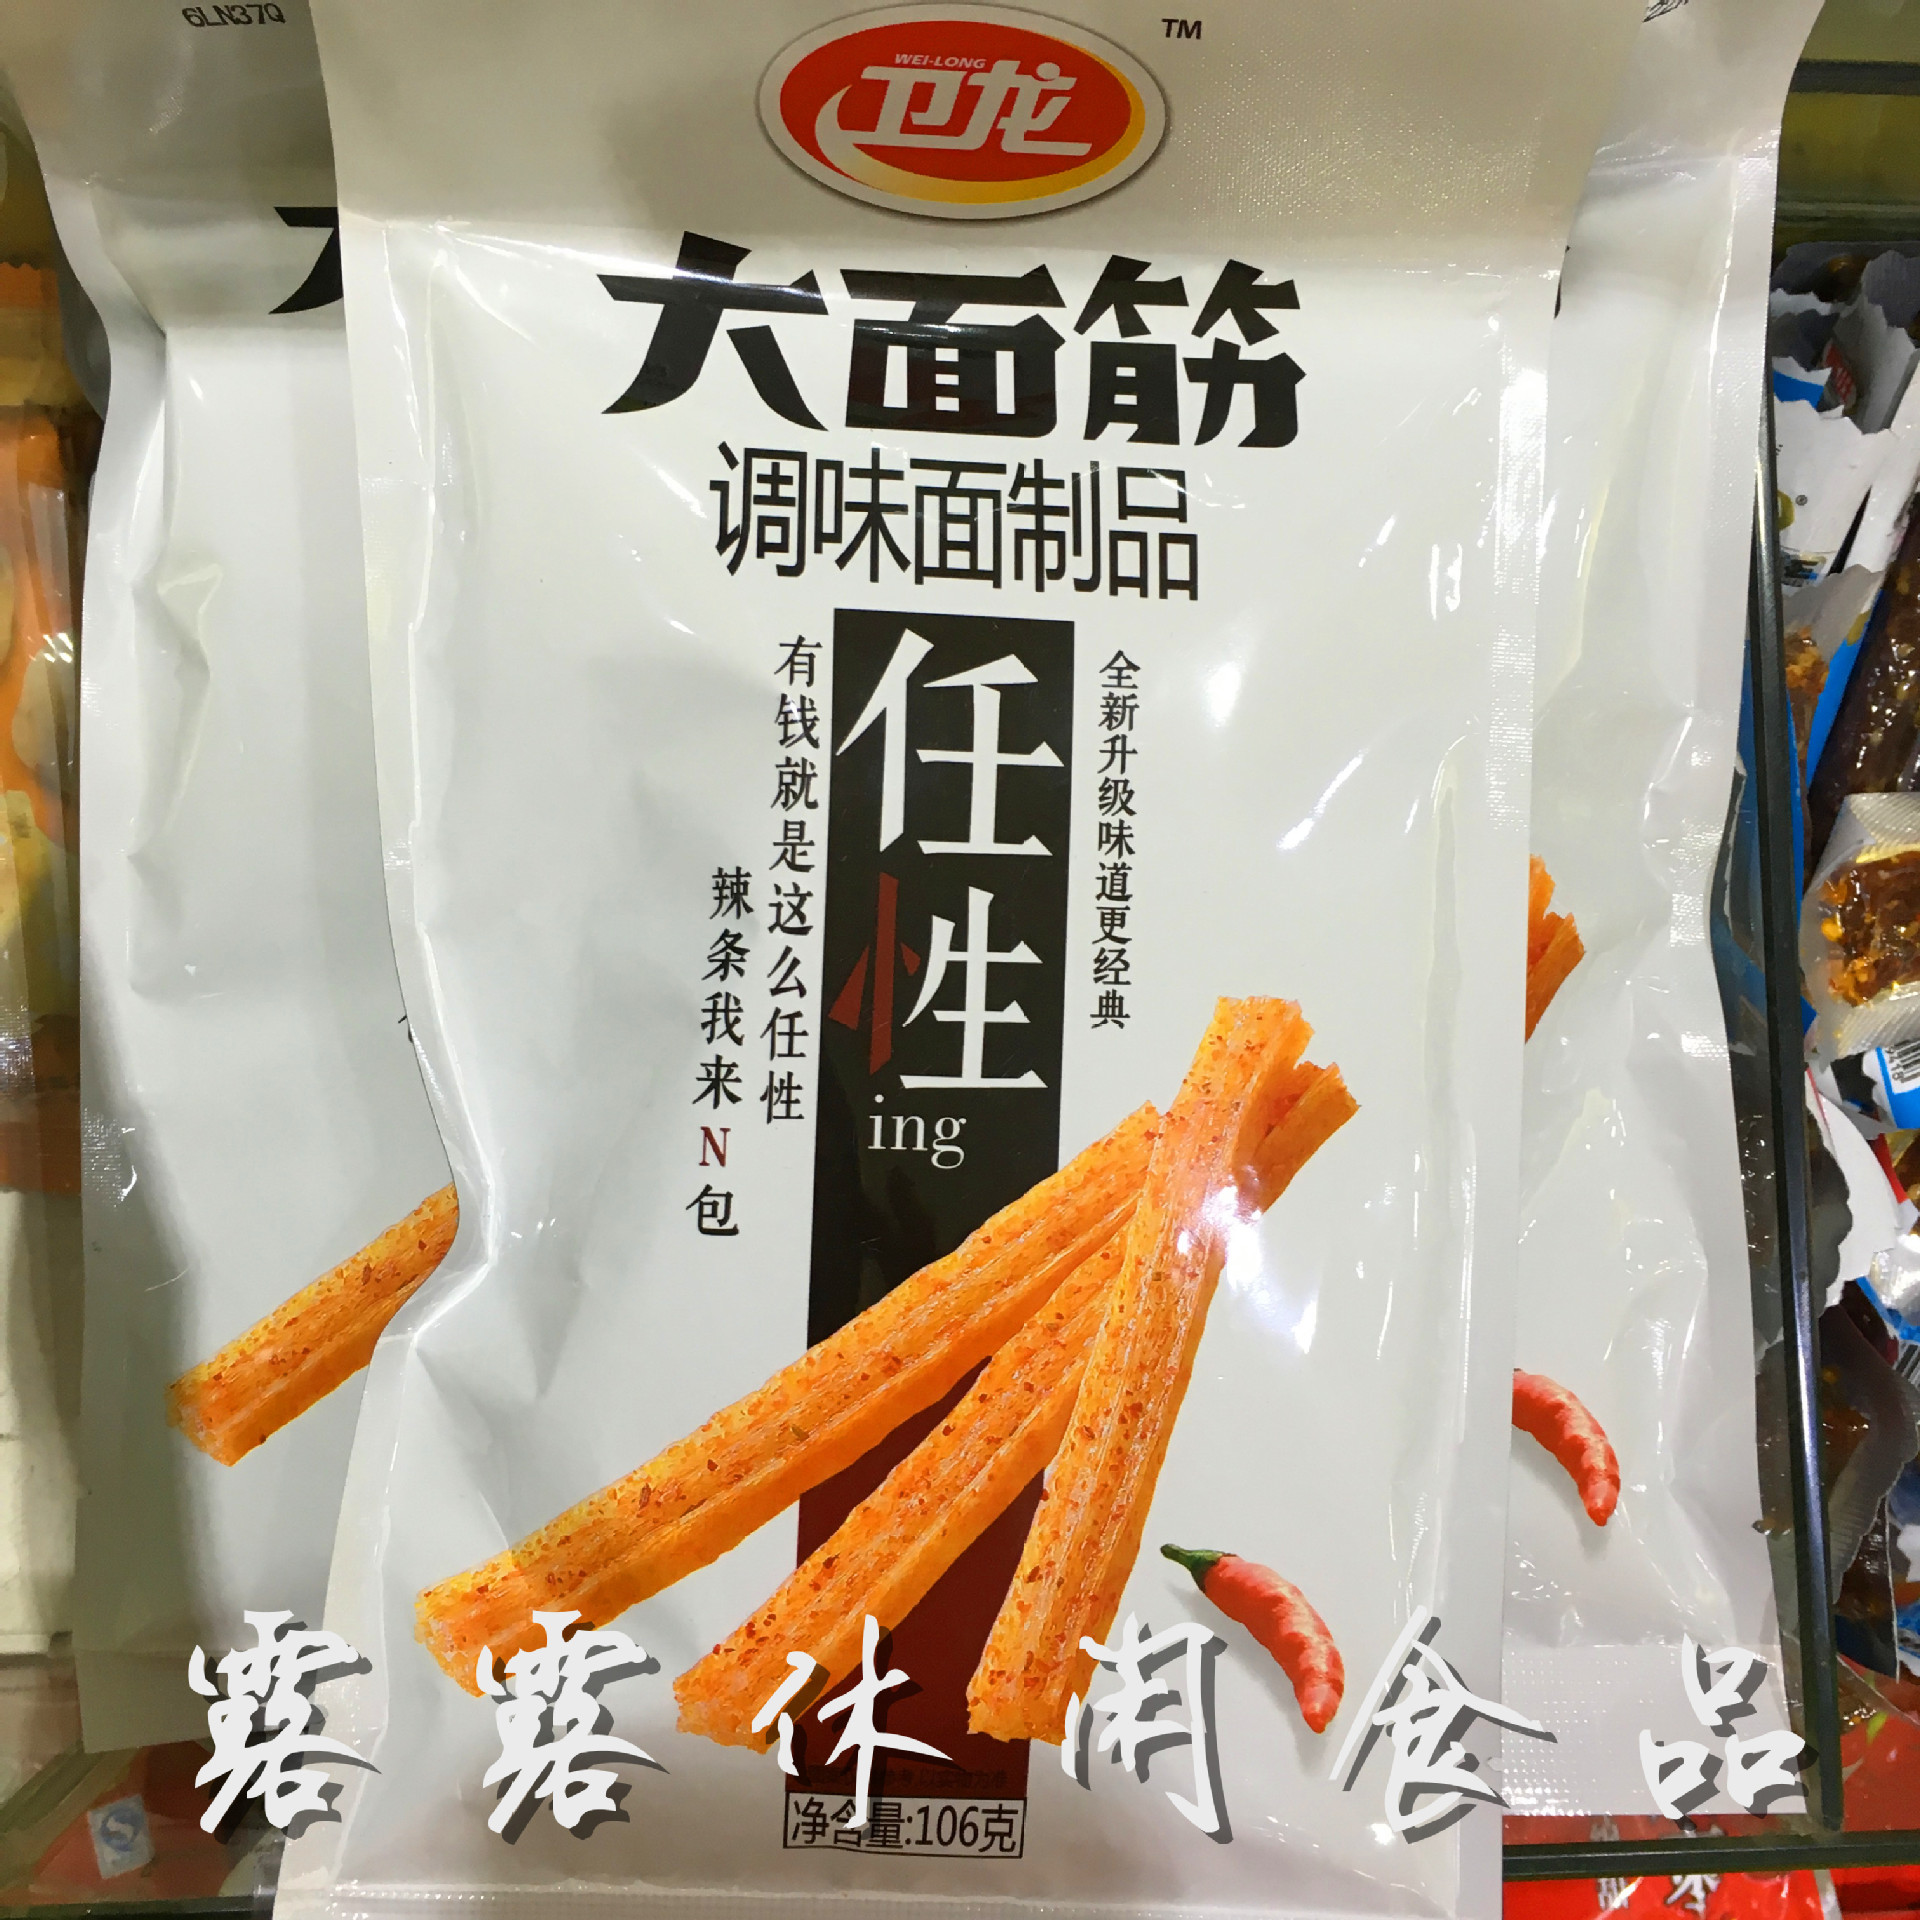 6LN37Q
TM
WEI-LONG
卫龙
大面筋
调味面制品
全新升级味道更经典
任性
ing
有钱就是这么任性
辣条我来N包
露露休闲食品
净含量:106克